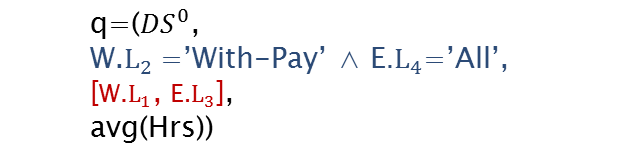 q=(𝐷𝑆⁰,
W.L₂ =’With-Pay’ ∧ E.L₄=’All’,
[W.L₁, E.L₃],
avg(Hrs))